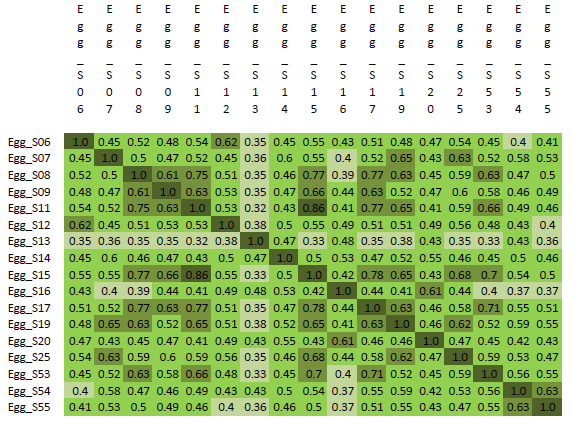 Egg_S06 Egg_S07 Egg_S08 Egg_S09 Egg_S11 Egg_S12 Egg_S13 Egg_S14 Egg_S15 Egg_S16 Egg_S17 Egg_S19 Egg_S20 Egg_S25 Egg_S53 Egg_S54 Egg_S55
Egg_S06 1.0 0.45 0.52 0.48 0.54 0.62 0.35 0.45 0.55 0.43 0.51 0.48 0.47 0.54 0.45 0.4 0.41
Egg_S07 0.45 1.0 0.5 0.47 0.52 0.45 0.36 0.6 0.55 0.4 0.52 0.65 0.43 0.63 0.52 0.58 0.53
Egg_S08 0.52 0.5 1.0 0.61 0.75 0.51 0.35 0.46 0.77 0.39 0.77 0.63 0.45 0.59 0.63 0.47 0.5
Egg_S09 0.48 0.47 0.61 1.0 0.63 0.53 0.35 0.47 0.66 0.44 0.63 0.52 0.47 0.6 0.58 0.46 0.49
Egg_S11 0.54 0.52 0.75 0.63 1.0 0.53 0.32 0.43 0.86 0.41 0.77 0.65 0.41 0.59 0.66 0.49 0.46
Egg_S12 0.62 0.45 0.51 0.53 0.53 1.0 0.38 0.5 0.55 0.49 0.51 0.51 0.49 0.56 0.48 0.43 0.4
Egg_S13 0.35 0.36 0.35 0.35 0.32 0.38 1.0 0.47 0.33 0.48 0.35 0.38 0.43 0.35 0.33 0.43 0.36
Egg_S14 0.45 0.6 0.46 0.47 0.43 0.5 0.47 1.0 0.5 0.53 0.47 0.52 0.55 0.46 0.45 0.5 0.46
Egg_S15 0.55 0.55 0.77 0.66 0.86 0.55 0.33 0.5 1.0 0.42 0.78 0.65 0.43 0.68 0.7 0.54 0.5
Egg_S16 0.43 0.4 0.39 0.44 0.41 0.49 0.48 0.53 0.42 1.0 0.44 0.41 0.61 0.44 0.4 0.37 0.37
Egg_S17 0.51 0.52 0.77 0.63 0.77 0.51 0.35 0.47 0.78 0.44 1.0 0.63 0.46 0.58 0.71 0.55 0.51
Egg_S19 0.48 0.65 0.63 0.52 0.65 0.51 0.38 0.52 0.65 0.41 0.63 1.0 0.46 0.62 0.52 0.59 0.55
Egg_S20 0.47 0.43 0.45 0.47 0.41 0.49 0.43 0.55 0.43 0.61 0.46 0.46 1.0 0.47 0.45 0.42 0.43
Egg_S25 0.54 0.63 0.59 0.6 0.59 0.56 0.35 0.46 0.68 0.44 0.58 0.62 0.47 1.0 0.59 0.53 0.47
Egg_S53 0.45 0.52 0.63 0.58 0.66 0.48 0.33 0.45 0.7 0.4 0.71 0.52 0.45 0.59 1.0 0.56 0.55
Egg_S54 0.4 0.58 0.47 0.46 0.49 0.43 0.43 0.5 0.54 0.37 0.55 0.59 0.42 0.53 0.56 1.0 0.63
Egg_S55 0.41 0.53 0.5 0.49 0.46 0.4 0.36 0.46 0.5 0.37 0.51 0.55 0.43 0.47 0.55 0.63 1.0